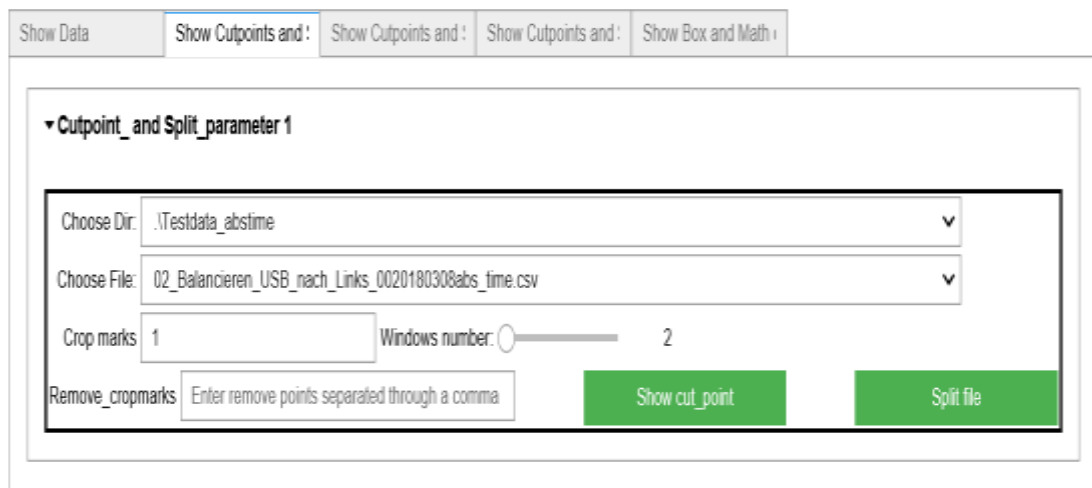 Show Data Show Cutpoints and S Show Cutpoints and S Show Cutpoints and S Show Box and Math
Cutpoint_ and Split_parameter 1
Choose Dir: .\Testdata_abstime
Choose File: 02_Balancieren_USB_nach_Links_0020180308abs_time.csv
Crop marks 1 Windows number: 2
Remove_cropmarks Enter remove points separated through a comma Show cut_point Split file